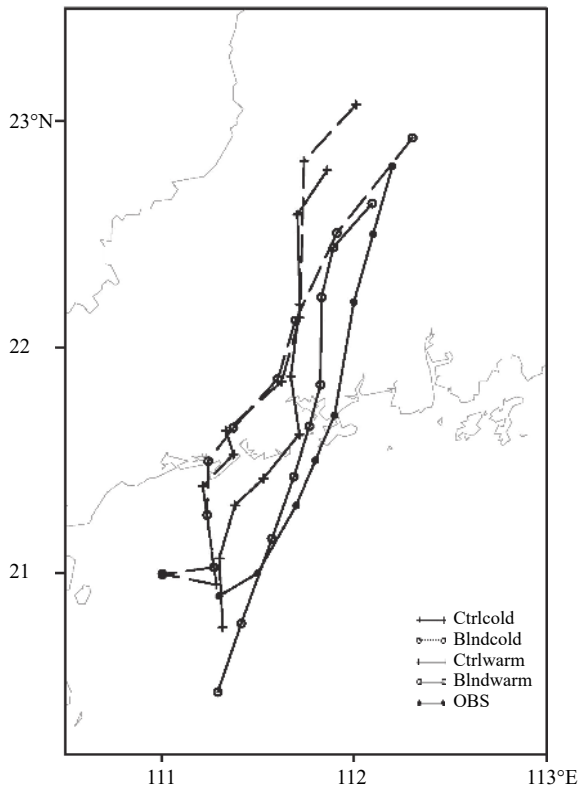 23°N
22
21
Ctrlcold
Blndcold
Ctrlwarm
Blndwarm
OBS
111
112
113°E